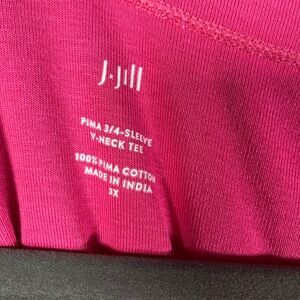 J.Jill
PIMA 3/4-SLEEVE
V-NECK TEE
100% PIMA COTTON
MADE IN INDIA
3X